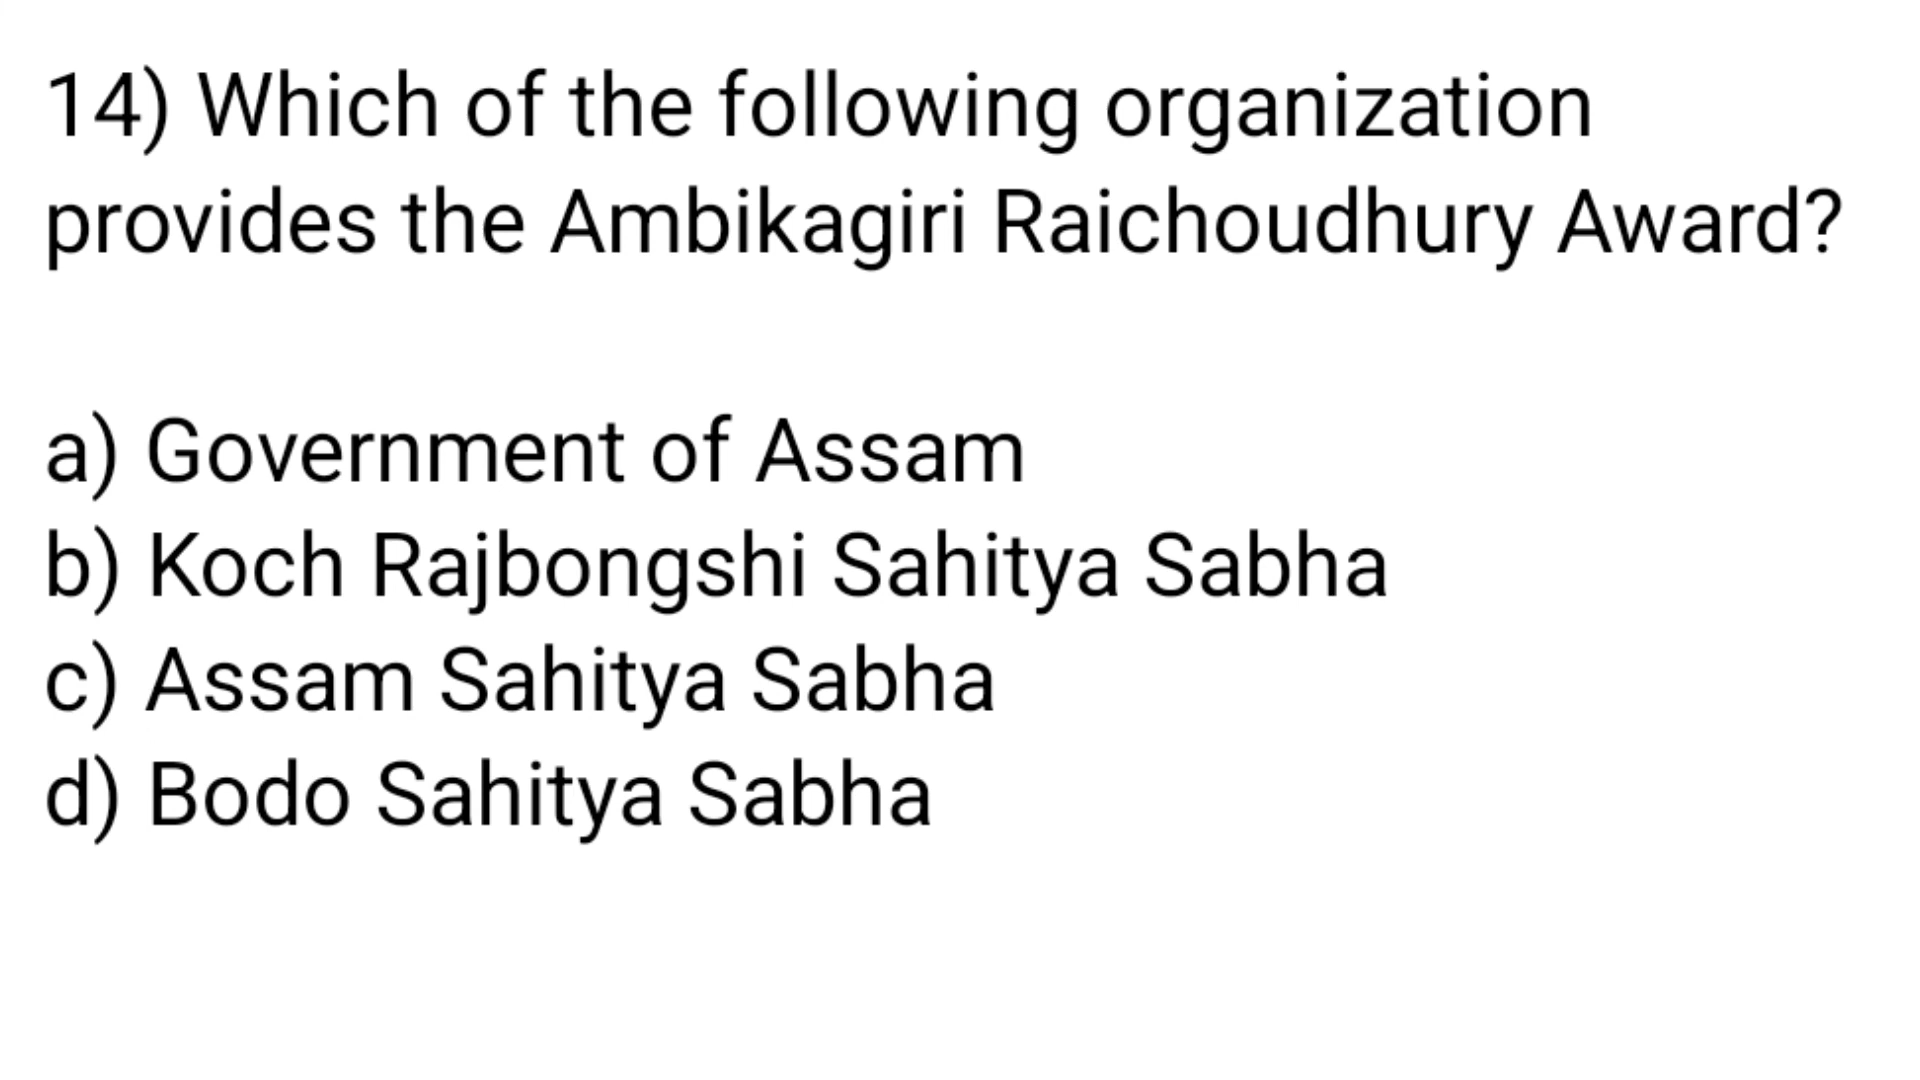 14) Which of the following organization
provides the Ambikagiri Raichoudhury Award?
a) Government of Assam
b) Koch Rajbongshi Sahitya Sabha
c) Assam Sahitya Sabha
d) Bodo Sahitya Sabha